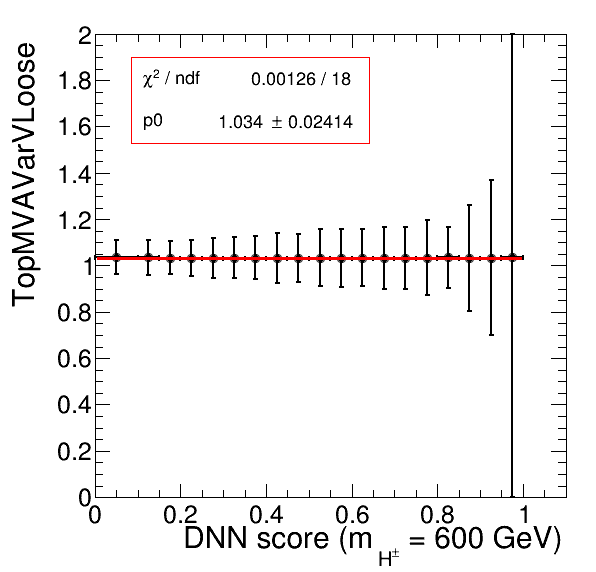 TopMVAVarVLoose
2
1.8
1.6
1.4
1.2
1
0.8
0.6
0.4
0.2
0
χ² / ndf 0.00126 / 18
p0 1.034 ± 0.02414
0 0.2 0.4 0.6 0.8 1
DNN score (m_{H^±} = 600 GeV)